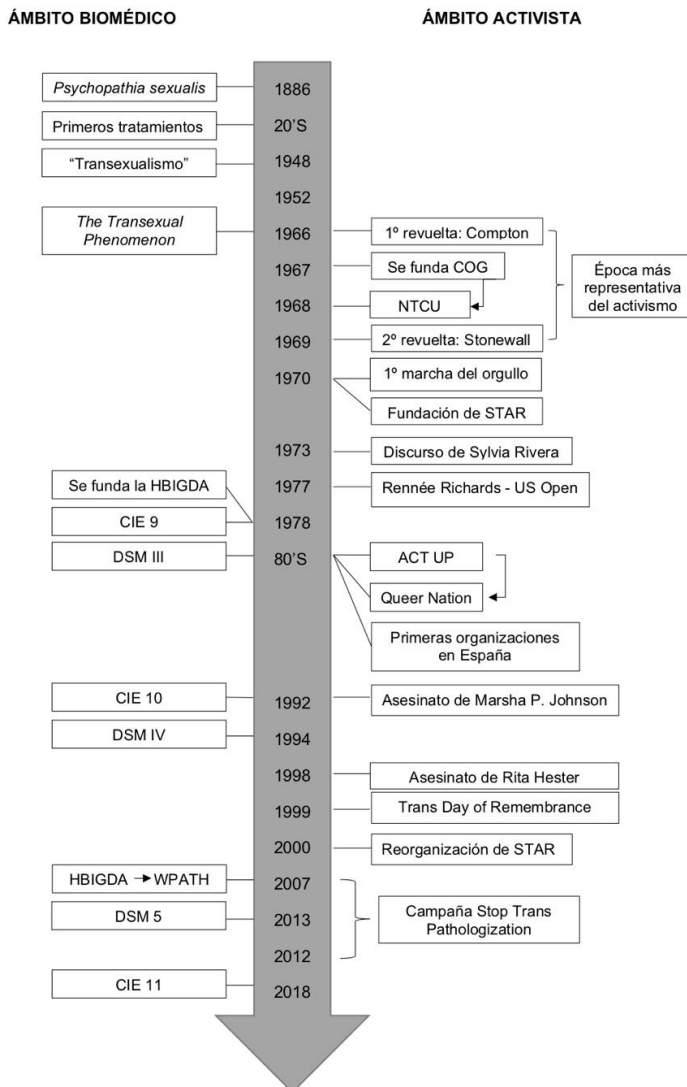 ÁMBITO BIOMÉDICO
ÁMBITO ACTIVISTA
Psychopathia sexualis
1886
Primeros tratamientos
20'S
“Transexualismo”
1948
1952
The Transexual
Phenomenon
1966
1º revuelta: Compton
1967
Se funda COG
1968
NTCU
1969
2º revuelta: Stonewall
Época más
representativa
del activismo
1970
1º marcha del orgullo
Fundación de STAR
1973
Discurso de Sylvia Rivera
Se funda la HBIGDA
1977
Rennée Richards - US Open
CIE 9
1978
DSM III
80'S
ACT UP
Queer Nation
Primeras organizaciones
en España
CIE 10
1992
Asesinato de Marsha P. Johnson
DSM IV
1994
1998
Asesinato de Rita Hester
1999
Trans Day of Remembrance
2000
Reorganización de STAR
HBIGDA → WPATH
2007
DSM 5
2013
Campaña Stop Trans
Pathologization
2012
CIE 11
2018